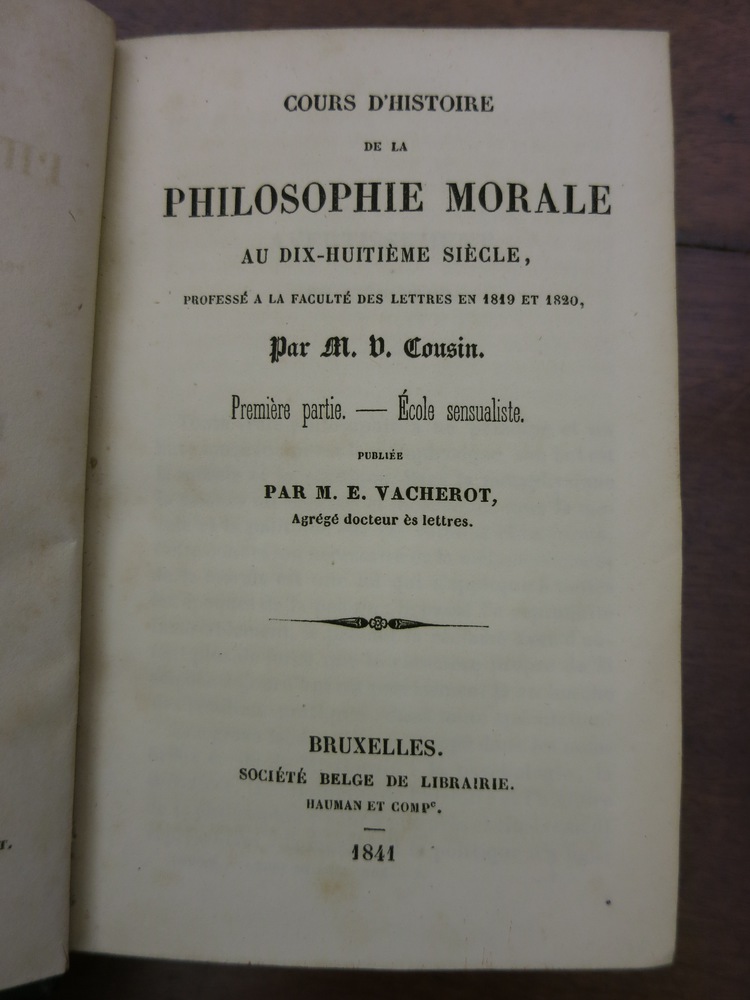 COURS D'HISTOIRE
DE LA
PHILOSOPHIE MORALE
AU DIX-HUITIÈME SIÈCLE,
PROFESSÉ A LA FACULTÉ DES LETTRES EN 1819 ET 1820,
Par M. V. Cousin.
Première partie. — École sensualiste.
PUBLIÉE
PAR M. E. VACHEROT,
Agrégé docteur ès lettres.
BRUXELLES.
SOCIÉTÉ BELGE DE LIBRAIRIE.
HAUMAN ET COMPᵉ.
1841